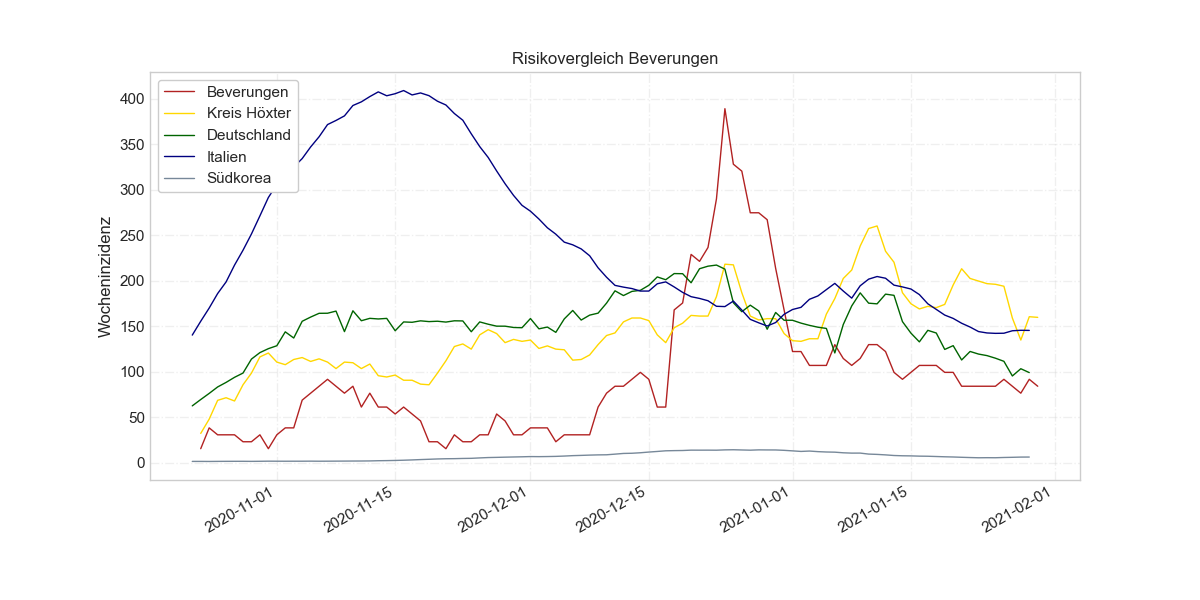 Risikovergleich Beverungen
Beverungen
Kreis Höxter
Deutschland
Italien
Südkorea
Wocheninzidenz
400
350
300
250
200
150
100
50
0
2020-11-01
2020-11-15
2020-12-01
2020-12-15
2021-01-01
2021-01-15
2021-02-01